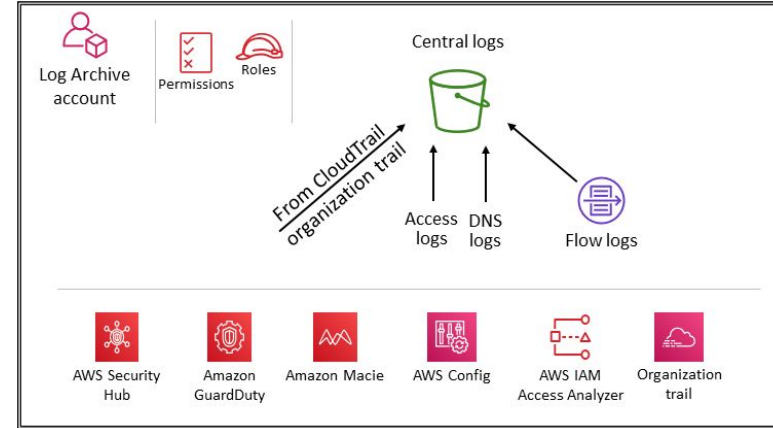 Log Archive
account
Permissions
Roles
Central logs
From CloudTrail
organization trail
Access
logs
DNS
logs
Flow logs
AWS Security
Hub
Amazon
GuardDuty
Amazon Macie
AWS Config
AWS IAM
Access Analyzer
Organization
trail